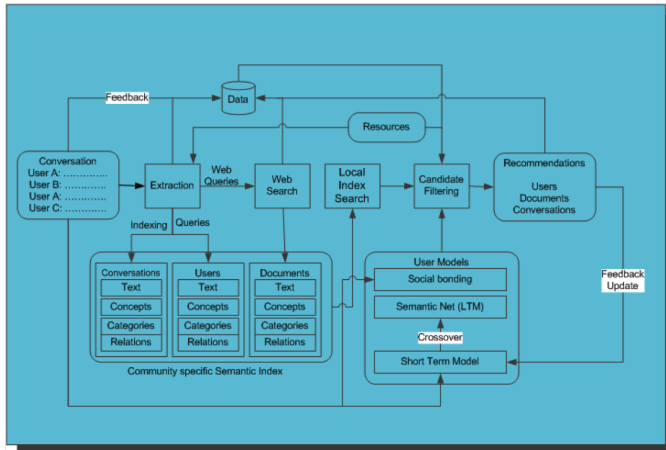 Feedback
Data
Resources
Conversation
User A: ..............
User B: .............
User A: ..............
User C: .............
Extraction
Web
Queries
Web
Search
Local
Index
Search
Candidate
Filtering
Recommendations
Users
Documents
Conversations
Indexing
Queries
Conversations
Text
Concepts
Categories
Relations
Users
Text
Concepts
Categories
Relations
Documents
Text
Concepts
Categories
Relations
Community specific Semantic Index
User Models
Social bonding
Semantic Net (LTM)
Crossover
Short Term Model
Feedback
Update